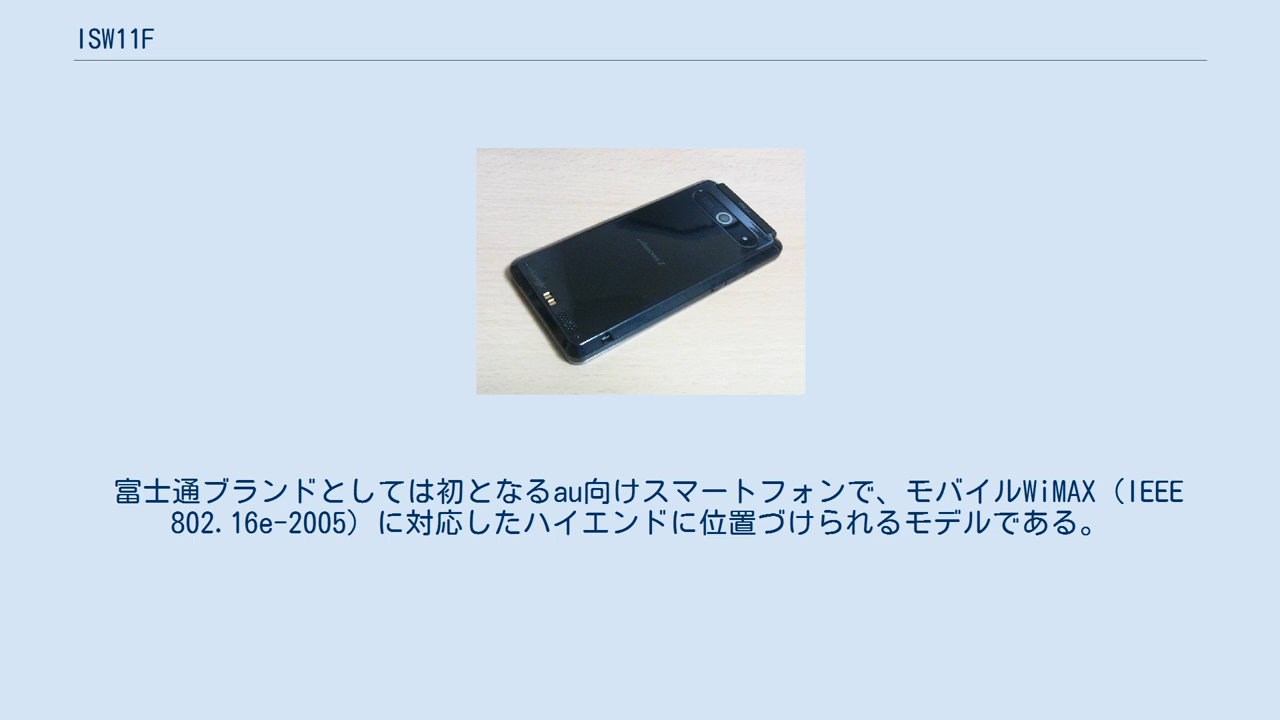 ISW11F
富士通ブランドとしては初となるau向けスマートフォンで、モバイルWiMAX（IEEE
802.16e-2005）に対応したハイエンドに位置づけられるモデルである。